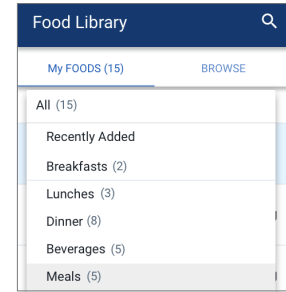 Food Library
My FOODS (15) BROWSE
All (15)
Recently Added
Breakfasts (2)
Lunches (3)
Dinner (8)
Beverages (5)
Meals (5)